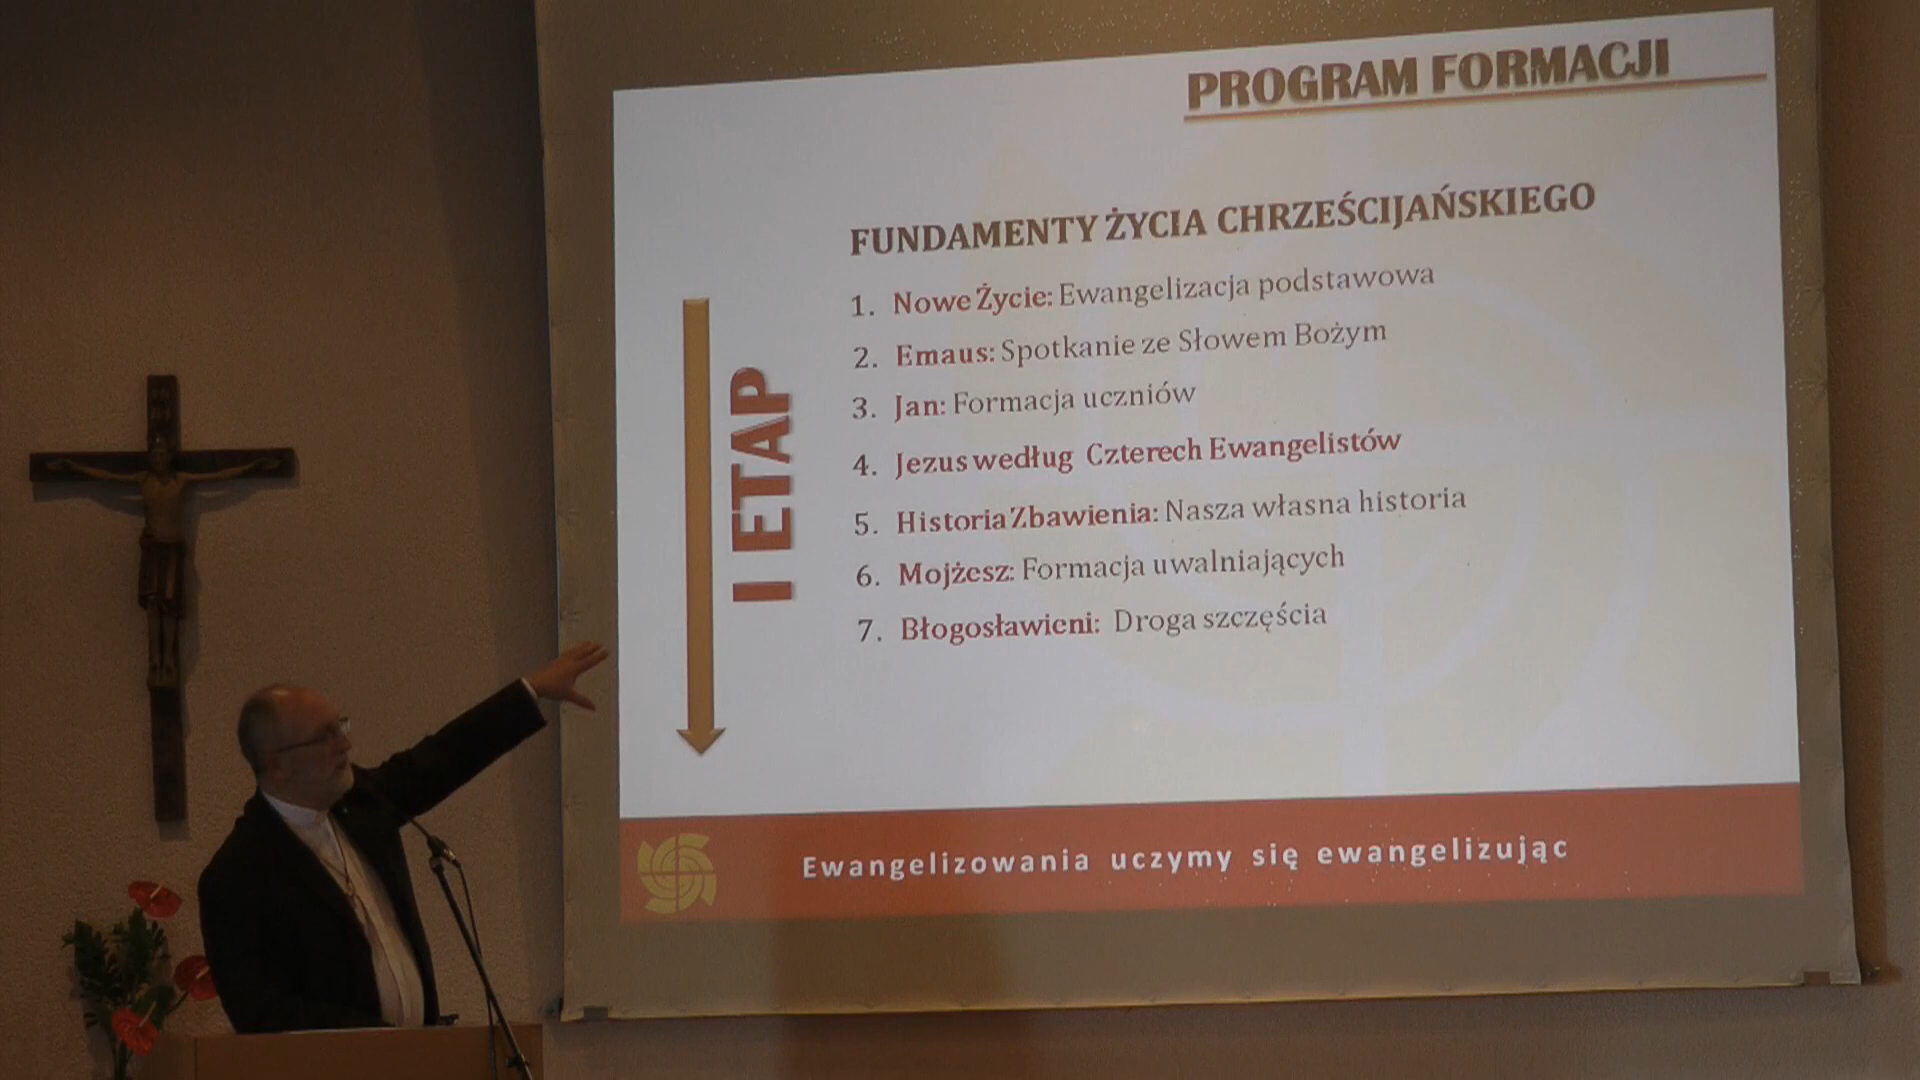 PROGRAM FORMACJI
FUNDAMENTY ŻYCIA CHRZEŚCIJAŃSKIEGO
1. Nowe Życie: Ewangelizacja podstawowa
2. Emaus: Spotkanie ze Słowem Bożym
3. Jan: Formacja uczniów
4. Jezus według Czterech Ewangelistów
5. Historia Zbawienia: Nasza własna historia
6. Mojżesz: Formacja uwalniających
7. Błogosławieni: Droga szczęścia
I ETAP
Ewangelizowania uczymy się ewangelizując